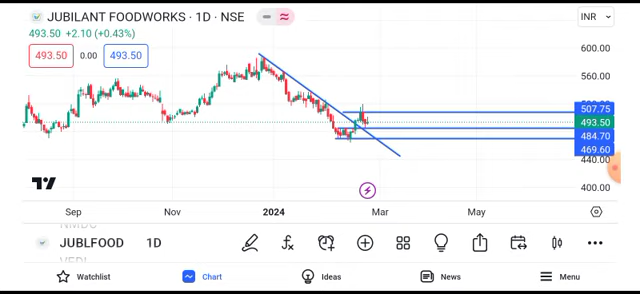 JUBILANT FOODWORKS · 1D · NSE
INR
493.50 +2.10 (+0.43%)
493.50 0.00 493.50
600.00
560.00
507.75
493.50
484.70
469.60
440.00
400.00
Sep Nov 2024 Mar May
JUBLFOOD 1D
Watchlist Chart Ideas News Menu